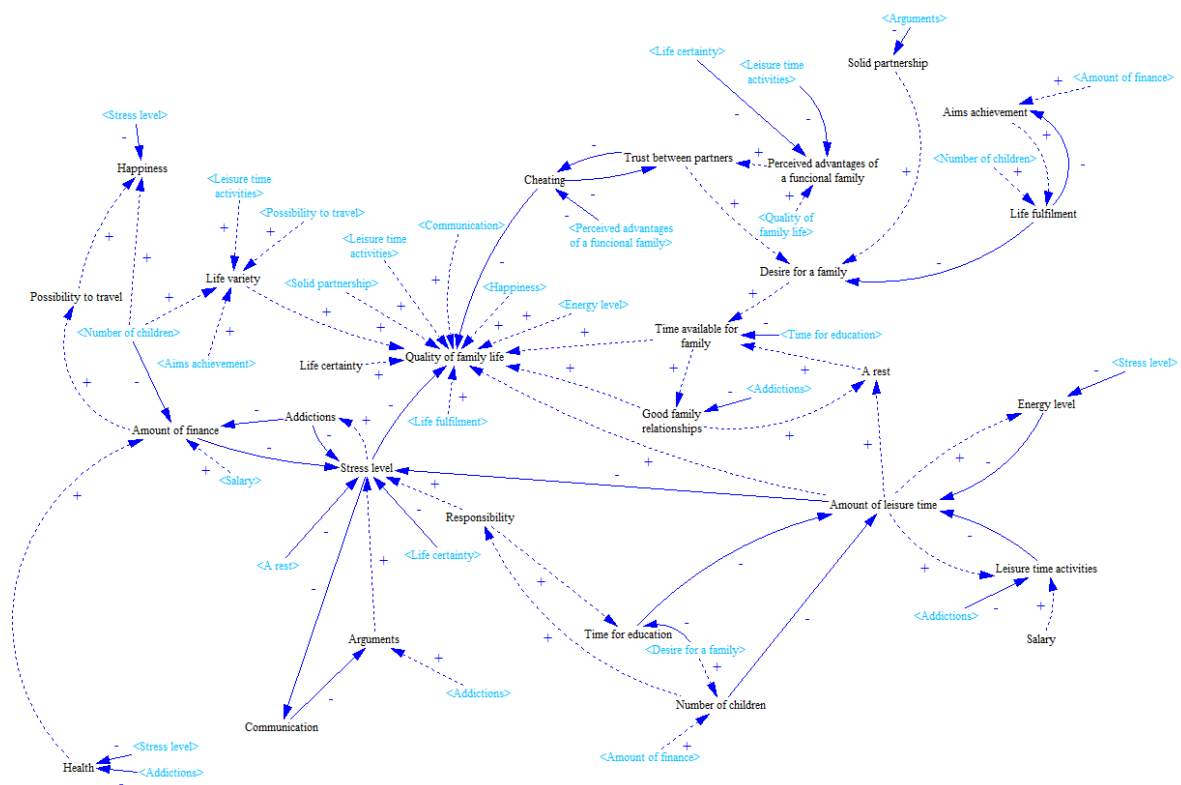 <Arguments>
<Life certainty>
Solid partnership
<Leisure time
activities>
<Amount of finance>
<Stress level>
Aims achievement
Trust between partners
Perceived advantages of
a funcional family
<Number of children>
Happiness
Cheating
<Leisure time
activities>
<Possibility to travel>
<Communication>
<Perceived advantages
of a funcional family>
<Quality of
family life>
Life fulfilment
<Leisure time
activities>
Life variety
<Solid partnership>
<Happiness>
Desire for a family
Possibility to travel
<Energy level>
<Number of children>
Time available for
family
<Time for education>
<Aims achievement>
Life certainty
Quality of family life
A rest
<Stress level>
<Addictions>
Energy level
Addictions
<Life fulfilment>
Good family
relationships
Amount of finance
Stress level
<Salary>
Responsibility
Amount of leisure time
<A rest>
<Life certainty>
Leisure time activities
<Addictions>
Arguments
Time for education
<Desire for a family>
Salary
<Addictions>
Number of children
Communication
<Amount of finance>
<Stress level>
Health
<Addictions>